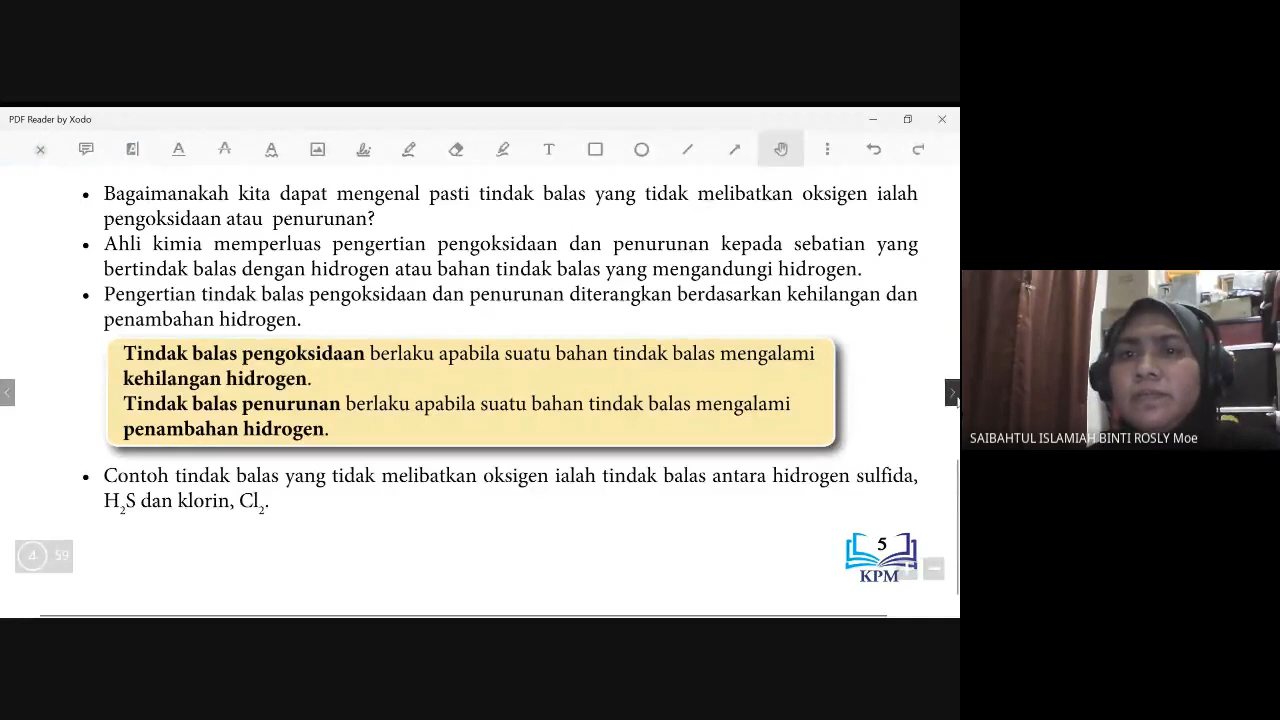 PDF Reader by Xodo
• Bagaimanakah kita dapat mengenal pasti tindak balas yang tidak melibatkan oksigen ialah
pengoksidaan atau penurunan?
• Ahli kimia memperluas pengertian pengoksidaan dan penurunan kepada sebatian yang
bertindak balas dengan hidrogen atau bahan tindak balas yang mengandungi hidrogen.
• Pengertian tindak balas pengoksidaan dan penurunan diterangkan berdasarkan kehilangan dan
penambahan hidrogen.
Tindak balas pengoksidaan berlaku apabila suatu bahan tindak balas mengalami
kehilangan hidrogen.
Tindak balas penurunan berlaku apabila suatu bahan tindak balas mengalami
penambahan hidrogen.
• Contoh tindak balas yang tidak melibatkan oksigen ialah tindak balas antara hidrogen sulfida,
H₂S dan klorin, Cl₂.
4 59
5
KPM
SAIBAHTUL ISLAMIAH BINTI ROSLY Moe